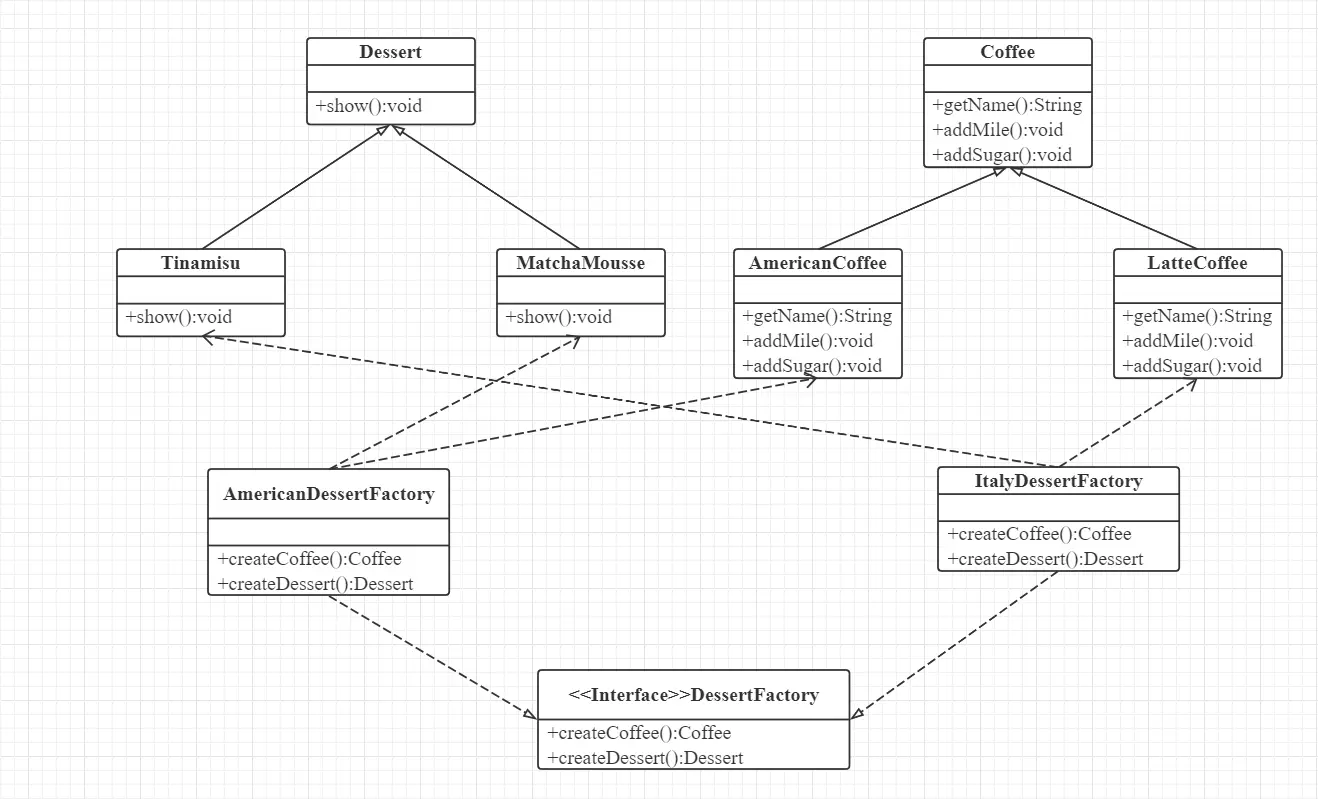 Dessert
+show():void
Coffee
+getName():String
+addMile():void
+addSugar():void
Tinamisu
+show():void
MatchaMousse
+show():void
AmericanCoffee
+getName():String
+addMile():void
+addSugar():void
LatteCoffee
+getName():String
+addMile():void
+addSugar():void
AmericanDessertFactory
+createCoffee():Coffee
+createDessert():Dessert
ItalyDessertFactory
+createCoffee():Coffee
+createDessert():Dessert
<<Interface>>DessertFactory
+createCoffee():Coffee
+createDessert():Dessert